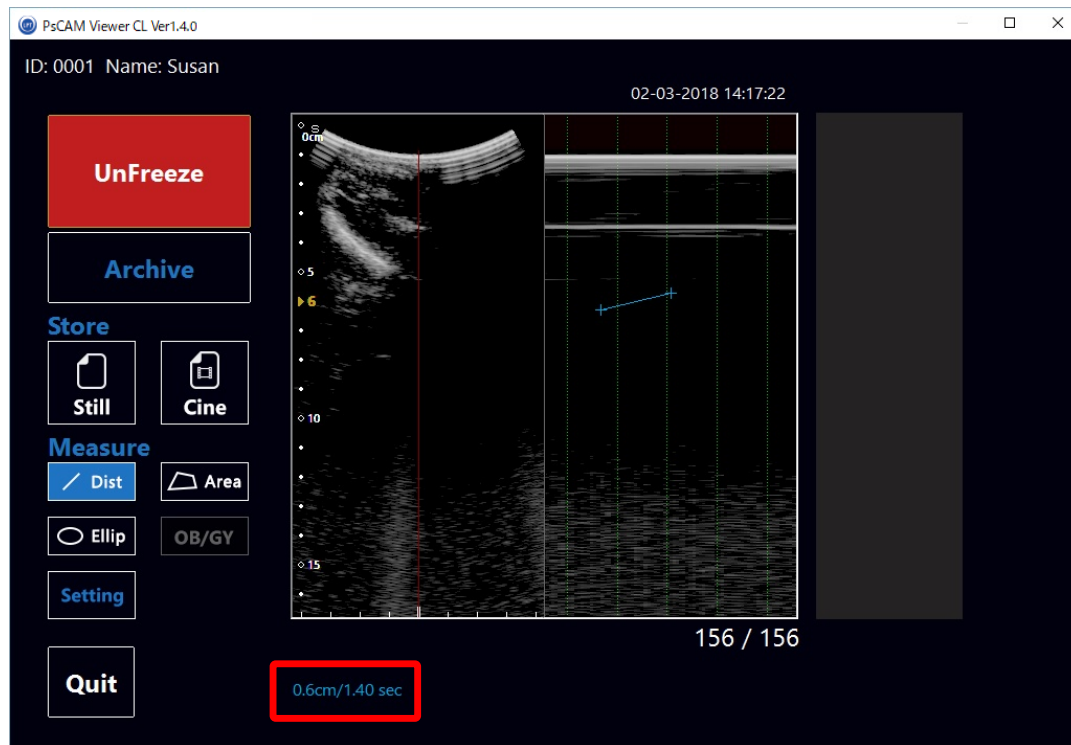 PsCAM Viewer CL Ver1.4.0
ID: 0001 Name: Susan
02-03-2018 14:17:22
UnFreeze
Archive
Store
Still
Cine
Measure
Dist
Area
Ellip
OB/GY
Setting
Quit
S
0cm
5
6
10
15
156 / 156
0.6cm/1.40 sec